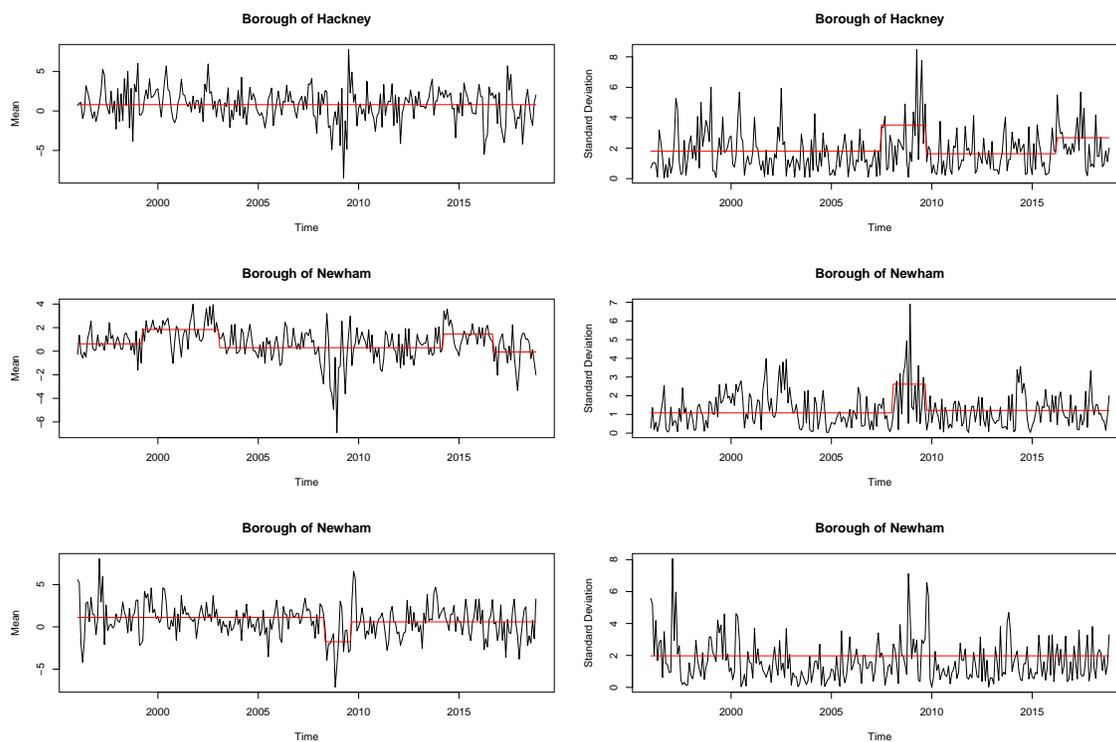 Borough of Hackney
Mean
5
0
−5
2000 2005 2010 2015
Time
Borough of Hackney
Standard Deviation
8
6
4
2
0
2000 2005 2010 2015
Time
Borough of Newham
Mean
4
2
0
−2
−4
−6
2000 2005 2010 2015
Time
Borough of Newham
Standard Deviation
7
6
5
4
3
2
1
0
2000 2005 2010 2015
Time
Borough of Newham
Mean
5
0
−5
2000 2005 2010 2015
Time
Borough of Newham
Standard Deviation
8
6
4
2
0
2000 2005 2010 2015
Time